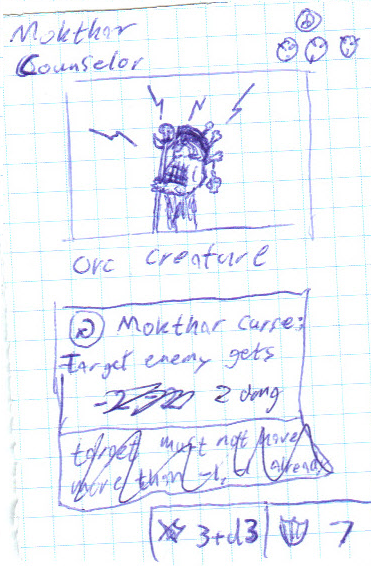 Mokthar
Counselor
Orc Creature
Mokthar Curse:
Target enemy gets
-2 2 dmg
target must not have
more than -1, -1 already
3+d3 7